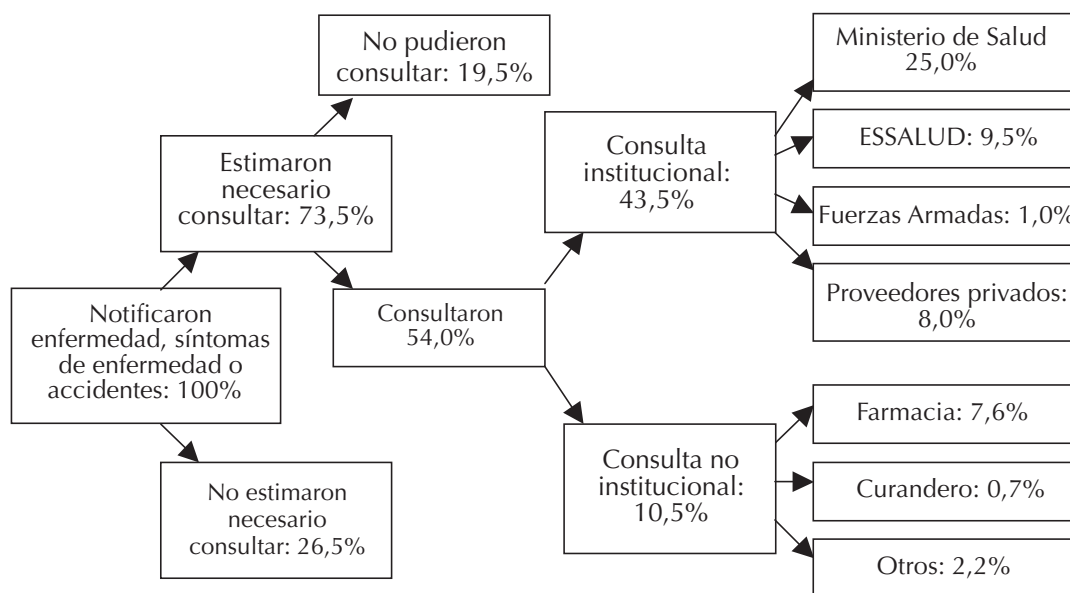 No pudieron
consultar: 19,5%
Ministerio de Salud
25,0%
Estimaron
necesario
consultar: 73,5%
Consulta
institucional:
43,5%
ESSALUD: 9,5%
Fuerzas Armadas: 1,0%
Proveedores privados:
8,0%
Notificaron
enfermedad, síntomas
de enfermedad o
accidentes: 100%
Consultaron
54,0%
No estimaron
necesario
consultar: 26,5%
Consulta no
institucional:
10,5%
Farmacia: 7,6%
Curandero: 0,7%
Otros: 2,2%